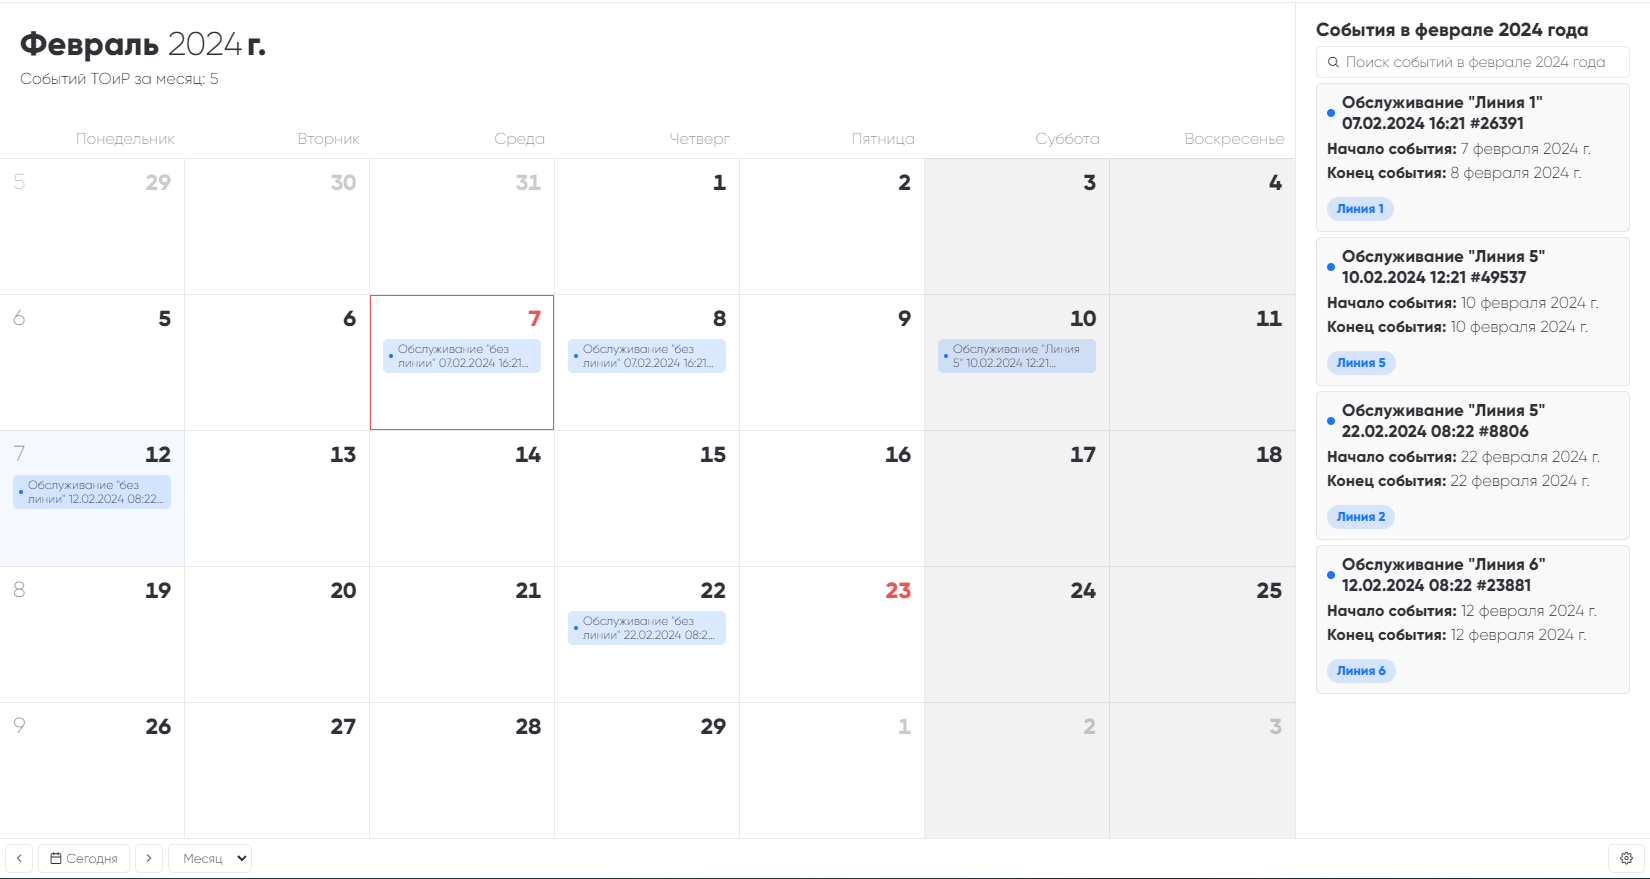 Февраль 2024 г.
Событий ТОиР за месяц: 5
Понедельник Вторник Среда Четверг Пятница Суббота Воскресенье
5 29 30 31 1 2 3 4
6 5 6 7 8 9 10 11
Обслуживание "без
линии" 07.02.2024 16:21...
Обслуживание "без
линии" 07.02.2024 16:21...
Обслуживание "Линия
5" 10.02.2024 12:21...
7 12 13 14 15 16 17 18
Обслуживание "без
линии" 12.02.2024 08:22...
8 19 20 21 22 23 24 25
Обслуживание "без
линии" 22.02.2024 08:2...
9 26 27 28 29 1 2 3
Сегодня Месяц
События в феврале 2024 года
Поиск событий в феврале 2024 года
Обслуживание "Линия 1"
07.02.2024 16:21 #26391
Начало события: 7 февраля 2024 г.
Конец события: 8 февраля 2024 г.
Линия 1
Обслуживание "Линия 5"
10.02.2024 12:21 #49537
Начало события: 10 февраля 2024 г.
Конец события: 10 февраля 2024 г.
Линия 5
Обслуживание "Линия 5"
22.02.2024 08:22 #8806
Начало события: 22 февраля 2024 г.
Конец события: 22 февраля 2024 г.
Линия 2
Обслуживание "Линия 6"
12.02.2024 08:22 #23881
Начало события: 12 февраля 2024 г.
Конец события: 12 февраля 2024 г.
Линия 6